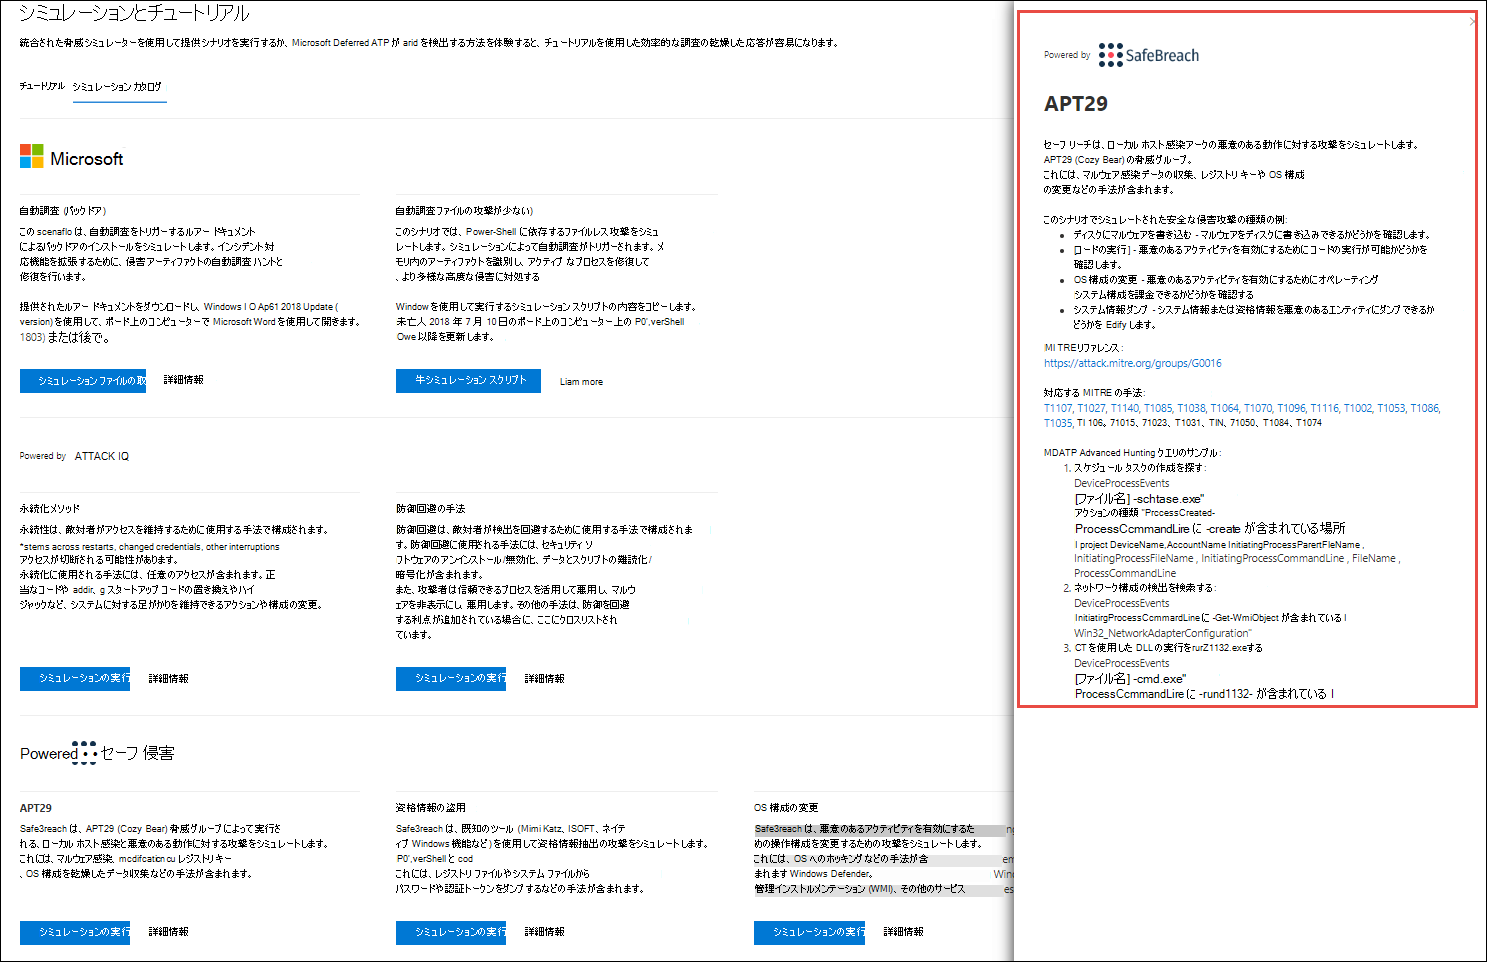 シミュレーションとチュートリアル
統合された脅威シミュレーターを使用して提供シナリオを実行するか、Microsoft Deferred ATP が arid を検出する方法を体験すると、チュートリアルを使用した効率的な調査の乾燥した応答が容易になります。
チュートリアル シミュレーション カタログ
Microsoft
自動調査 (バックドア)
この scenaflo は、自動調査をトリガーするルアー ドキュメント
によるバックドアのインストールをシミュレートします。インシデント対
応機能を拡張するために、侵害 アーティファクトの自動調査 ハントと
修復を行います。
提供されたルアー ドキュメントをダウンロードし、Windows I O Ap61 2018 Update (
version) を使用して、ボード上のコンピューターで Microsoft Word を使用して開きます。
1803) または後で。
シミュレーション ファイルの取 詳細情報
自動調査ファイルの攻撃が少ない)
このシナリオでは、Power-Shell に依存するファイルレス攻撃をシミュ
レートします。シミュレーションによって自動調査がトリガーされます。メ
モリ内のアーティファクトを識別し、アクティブ なプロセスを修復して
、より多様な高度な侵害に対処する
Window を使用して実行するシミュレーション スクリプトの内容をコピーします。
未亡人 2018 年 7 月 10日のボード上のコンピューター上の P0',verShell
Owe 以降を更新します。
牛シミュレーション スクリプト Liam more
Powered by ATTACK IQ
永続化メソッド
永続性は、敵対者がアクセスを維持するために使用する手法で構成されます。
*stems across restarts, changed credentials, other interruptions
アクセスが切断される可能性があります。
永続化に使用される手法には、任意のアクセスが含まれます。正
当なコードや addir、g スタートアップ コードの置き換えやハイ
ジャックなど、システムに対する足がかりを維持できるアクションや構成の変更。
シミュレーションの実行 詳細情報
防御回避の手法
防御回避は、敵対者が検出を回避するために使用する手法で構成されま
す。防御回避に使用される手法には、セキュリティ ソ
フトウェアのアンインストール/無効化、データとスクリプトの難読化/
暗号化が含まれます。
また、攻撃者は信頼できるプロセスを活用して悪用し、マルウ
ェアを非表示にし、悪用します。その他の手法は、防御を回避
する利点が追加されている場合に、ここにクロスリストされ
ています。
シミュレーションの実行 詳細情報
Powered セーフ 侵害
APT29
Safe3reach は、APT29 (Cozy Bear) 脅威グループによって実行さ
れる、ローカル ホスト感染と悪意のある動作に対する攻撃をシミュレートします。
これには、マルウェア感染、mcdifcation cu レジストリ キー
、OS 構成を乾燥したデータ収集などの手法が含まれます。
シミュレーションの実行 詳細情報
資格情報の盗用
Safe3reach は、既知のツール (Mimi Katz、ISOFT、ネイテ
ィブ Windows 機能など) を使用して資格情報抽出の攻撃をシミュレートします。
P0',verShell と cod
これには、レジストリ ファイルやシステム ファイルから
パスワードや認証トークンをダンプするなどの手法が含まれます。
シミュレーションの実行 詳細情報
OS 構成の変更
Safe3reach は、悪意のあるアクティビティを有効にするた
めの操作構成を変更するための攻撃をシミュレートします。
これには、OS へのホッキングなどの手法が含 em
まれます Windows Defender。 Wind
管理インストルメンテーション (WMI)、その他のサービス es
シミュレーションの実行 詳細情報
Powered by SafeBreach
APT29
セーフ リーチは、ローカル ホスト感染アークの悪意のある動作に対する攻撃をシミュレートします。
APT29 (Cozy Bear) の脅威グループ。
これには、マルウェア感染データの収集、レジストリ キーや OS 構成
の変更などの手法が含まれます。
このシナリオでシミュレートされた安全な侵害攻撃の種類の例:
• ディスクにマルウェアを書き込む - マルウェアをディスクに書き込みできるかどうかを確認します。
• [ロードの実行] - 悪意のあるアクティビティを有効にするためにコードの実行が可能かどうかを
確認します。
• OS 構成の変更 - 悪意のあるアクティビティを有効にするためにオペレーティング
システム構成を課金できるかどうかを確認する
• システム情報ダンプ - システム情報または資格情報を悪意のあるエンティティにダンプできるか
どうかを Edify します。
MI TREリファレンス:
https://attack.mitre.org/groups/G0016
対応する MITRE の手法:
T1107, T1027, T1140, T1085, T1038, T1064, T1070, T1096, T1116, T1002, T1053, T1086,
T1035, TI 106。71015、71023、T1031、TIN、71050、T1084、T1074
MDATP Advanced Hunting クエリのサンプル:
1. スケジュール タスクの作成を探す:
DeviceProcessEvents
[ファイル名] -schtase.exe"
アクションの種類 "ProcessCreated-
ProcessCcmmandLire に -create が含まれている場所
I project DeviceName,AccountName InitiatingProcessParertFleName ,
InitiatingProcessFileName , InitiatingProcessCommandLine , FileName ,
ProcessCommandLine
2. ネットワーク構成の検出を検索する:
DeviceProcessEvents
InitiatirgProcessCcmmardLine に -Get-WmiObject が含まれている I
Win32_NetworkAdapterConfiguration"
3. CT を使用した DLL の実行をrurZ1132.exeする
DeviceProcessEvents
[ファイル名] -cmd.exe"
ProcessCcmmandLire に -rund1132- が含まれている I